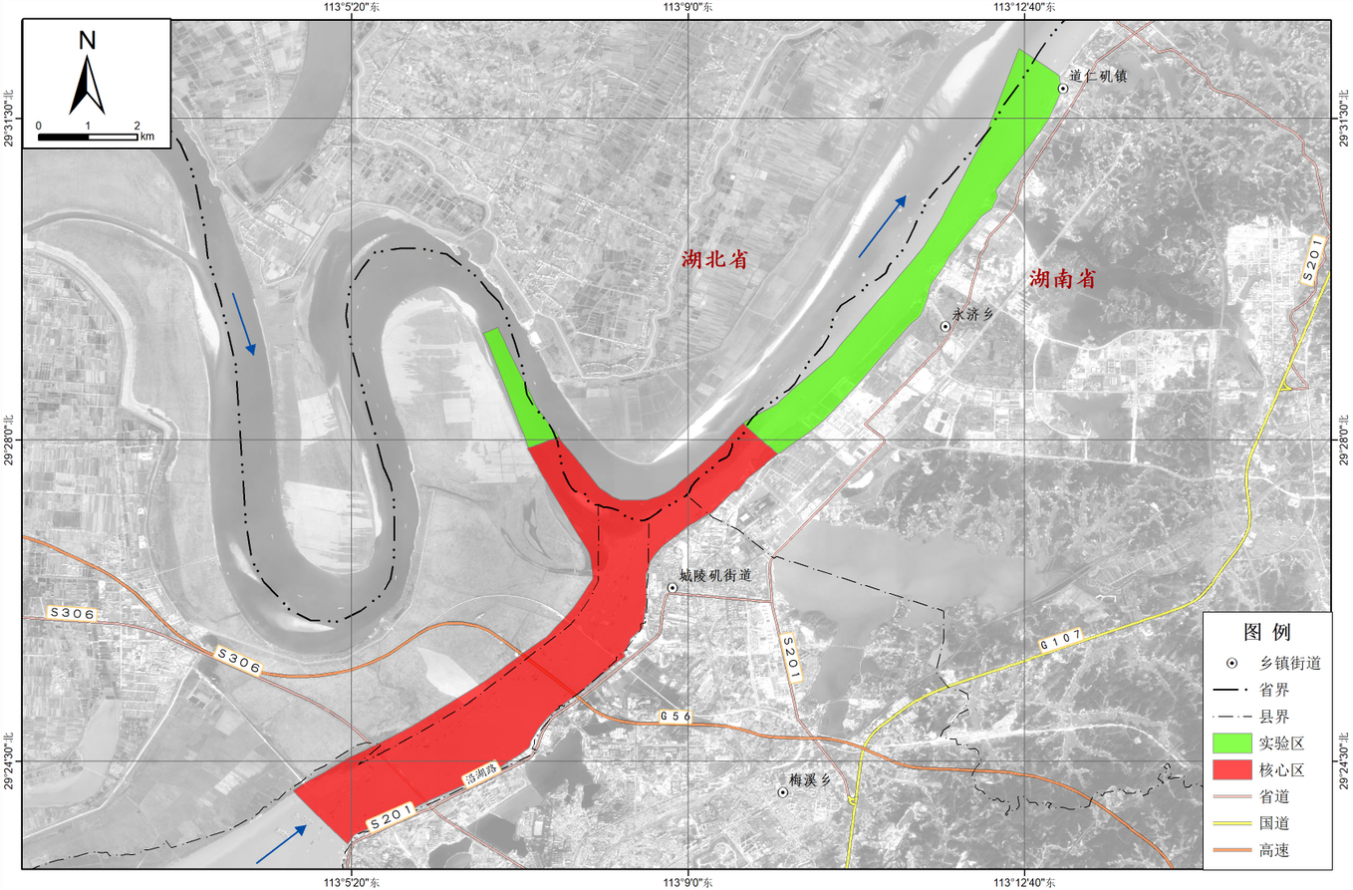 113°5'20"东
113°9'0"东
113°12'40"东
N
0 1 2
km
29°31'30"北
29°31'30"北
道仁矶镇
湖北省
湖南省
S201
永济乡
29°28'0"北
29°28'0"北
城陵矶街道
S306
S306
S201
G107
G56
29°24'30"北
29°24'30"北
沿湖路
梅溪乡
S201
图例
乡镇街道
省界
县界
实验区
核心区
省道
国道
高速
113°5'20"东
113°9'0"东
113°12'40"东